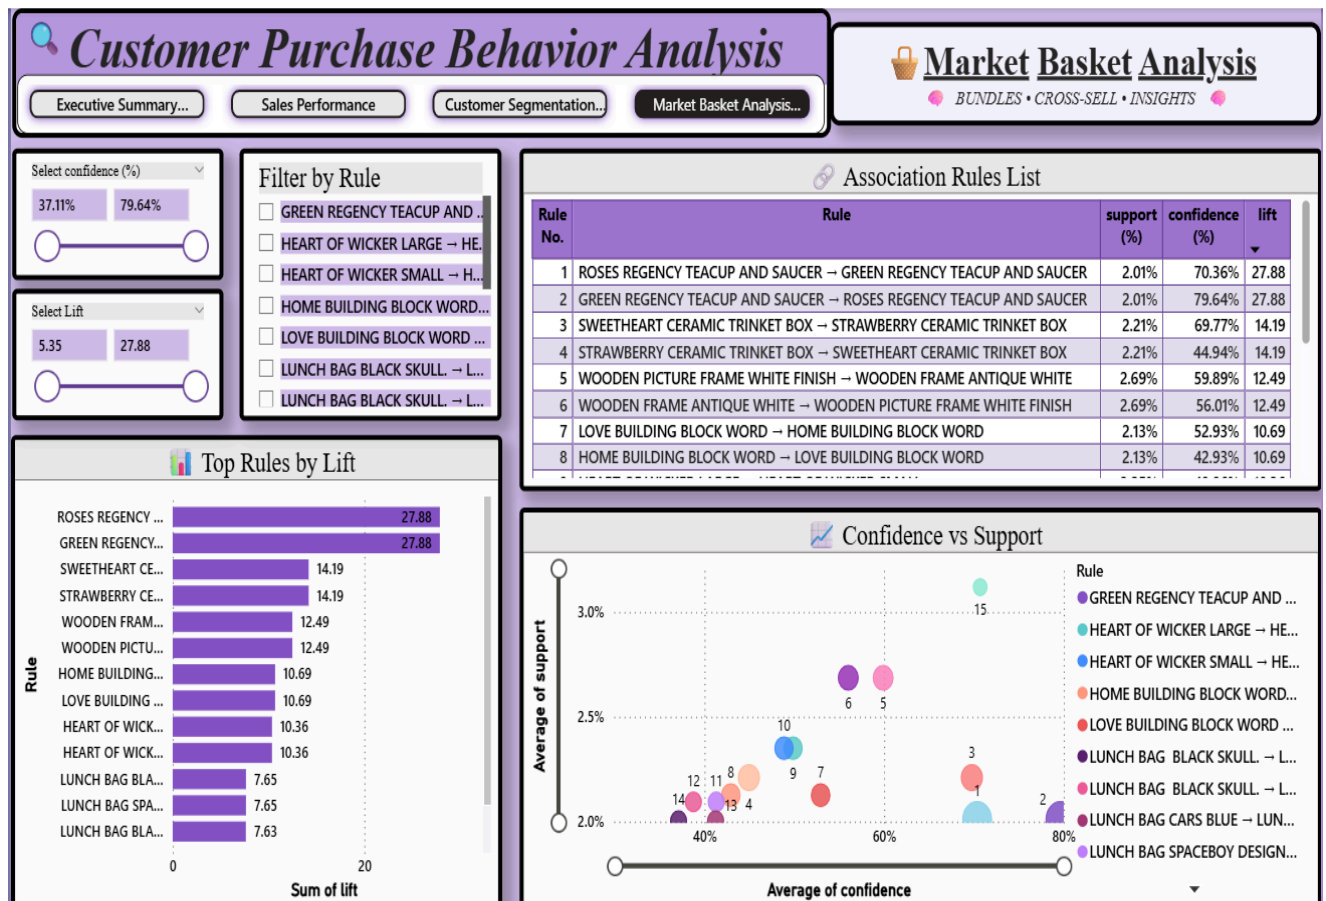 Customer Purchase Behavior Analysis
Executive Summary...
Sales Performance
Customer Segmentation...
Market Basket Analysis...
Market Basket Analysis
BUNDLES • CROSS-SELL • INSIGHTS
Select confidence (%)
37.11% 79.64%
Select Lift
5.35 27.88
Filter by Rule
GREEN REGENCY TEACUP AND ...
HEART OF WICKER LARGE → HE...
HEART OF WICKER SMALL → H...
HOME BUILDING BLOCK WORD...
LOVE BUILDING BLOCK WORD ...
LUNCH BAG BLACK SKULL. → L...
LUNCH BAG BLACK SKULL. → L...
Association Rules List
Rule No. Rule support (%) confidence (%) lift
1 ROSES REGENCY TEACUP AND SAUCER → GREEN REGENCY TEACUP AND SAUCER 2.01% 70.36% 27.88
2 GREEN REGENCY TEACUP AND SAUCER → ROSES REGENCY TEACUP AND SAUCER 2.01% 79.64% 27.88
3 SWEETHEART CERAMIC TRINKET BOX → STRAWBERRY CERAMIC TRINKET BOX 2.21% 69.77% 14.19
4 STRAWBERRY CERAMIC TRINKET BOX → SWEETHEART CERAMIC TRINKET BOX 2.21% 44.94% 14.19
5 WOODEN PICTURE FRAME WHITE FINISH → WOODEN FRAME ANTIQUE WHITE 2.69% 59.89% 12.49
6 WOODEN FRAME ANTIQUE WHITE → WOODEN PICTURE FRAME WHITE FINISH 2.69% 56.01% 12.49
7 LOVE BUILDING BLOCK WORD → HOME BUILDING BLOCK WORD 2.13% 52.93% 10.69
8 HOME BUILDING BLOCK WORD → LOVE BUILDING BLOCK WORD 2.13% 42.93% 10.69
Top Rules by Lift
ROSES REGENCY ... 27.88
GREEN REGENCY... 27.88
SWEETHEART CE... 14.19
STRAWBERRY CE... 14.19
WOODEN FRAM... 12.49
WOODEN PICTU... 12.49
HOME BUILDING... 10.69
LOVE BUILDING ... 10.69
HEART OF WICK... 10.36
HEART OF WICK... 10.36
LUNCH BAG BLA... 7.65
LUNCH BAG SPA... 7.65
LUNCH BAG BLA... 7.63
Rule
0 20
Sum of lift
Confidence vs Support
Average of support
3.0%
2.5%
2.0%
15
6 5
10
9
12 11 8 7 3
14 13 4 1 2
40% 60% 80%
Average of confidence
Rule
GREEN REGENCY TEACUP AND ...
HEART OF WICKER LARGE → HE...
HEART OF WICKER SMALL → HE...
HOME BUILDING BLOCK WORD...
LOVE BUILDING BLOCK WORD ...
LUNCH BAG BLACK SKULL. → L...
LUNCH BAG BLACK SKULL. → L...
LUNCH BAG CARS BLUE → LUN...
LUNCH BAG SPACEBOY DESIGN...